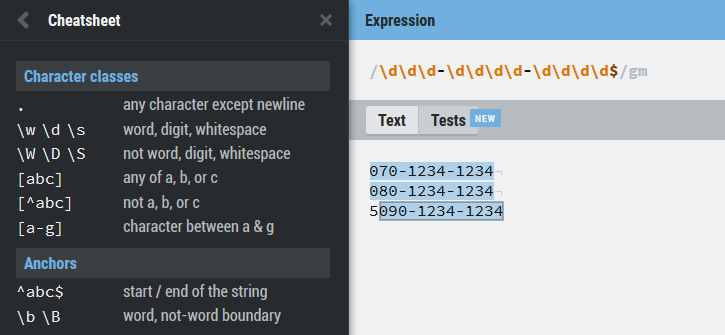 Cheatsheet
Character classes
. any character except newline
\w \d \s word, digit, whitespace
\W \D \S not word, digit, whitespace
[abc] any of a, b, or c
[^abc] not a, b, or c
[a-g] character between a & g
Anchors
^abc$ start / end of the string
\b \B word, not-word boundary
Expression
/\d\d\d-\d\d\d\d-\d\d\d\d$/gm
Text Tests NEW
070-1234-1234¬
080-1234-1234¬
5090-1234-1234